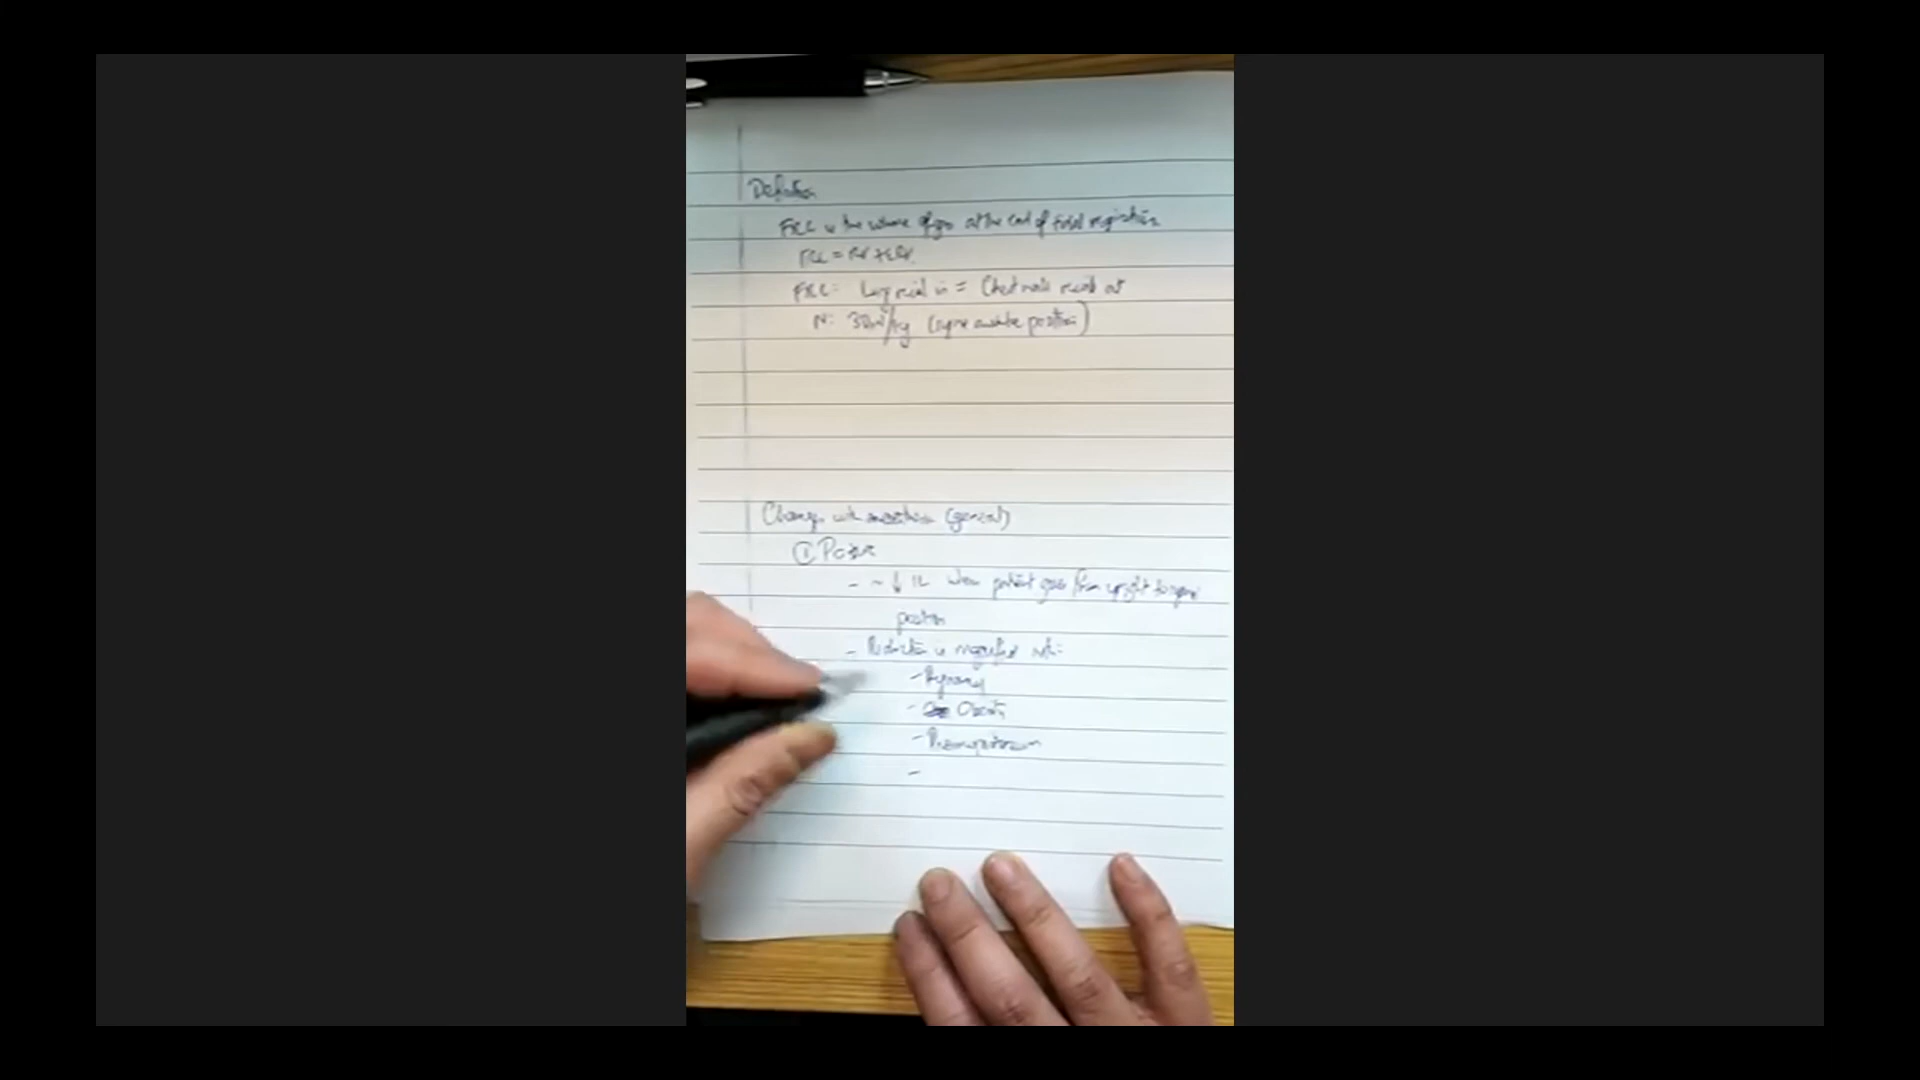 Definition
FRC is the volume of gas at the end of tidal expiration
FRC = RV + ERV
FRC: Lung recoil in = Chest wall recoil out
N: 30ml/kg (supine awake position)
Changes with anaesthesia (general)
① Posture
- ~ ↓ 1L when patient goes from upright to supine
position
- Reduction is magnified with:
- Pregnancy
- Obesity
- Pneumoperitoneum
-